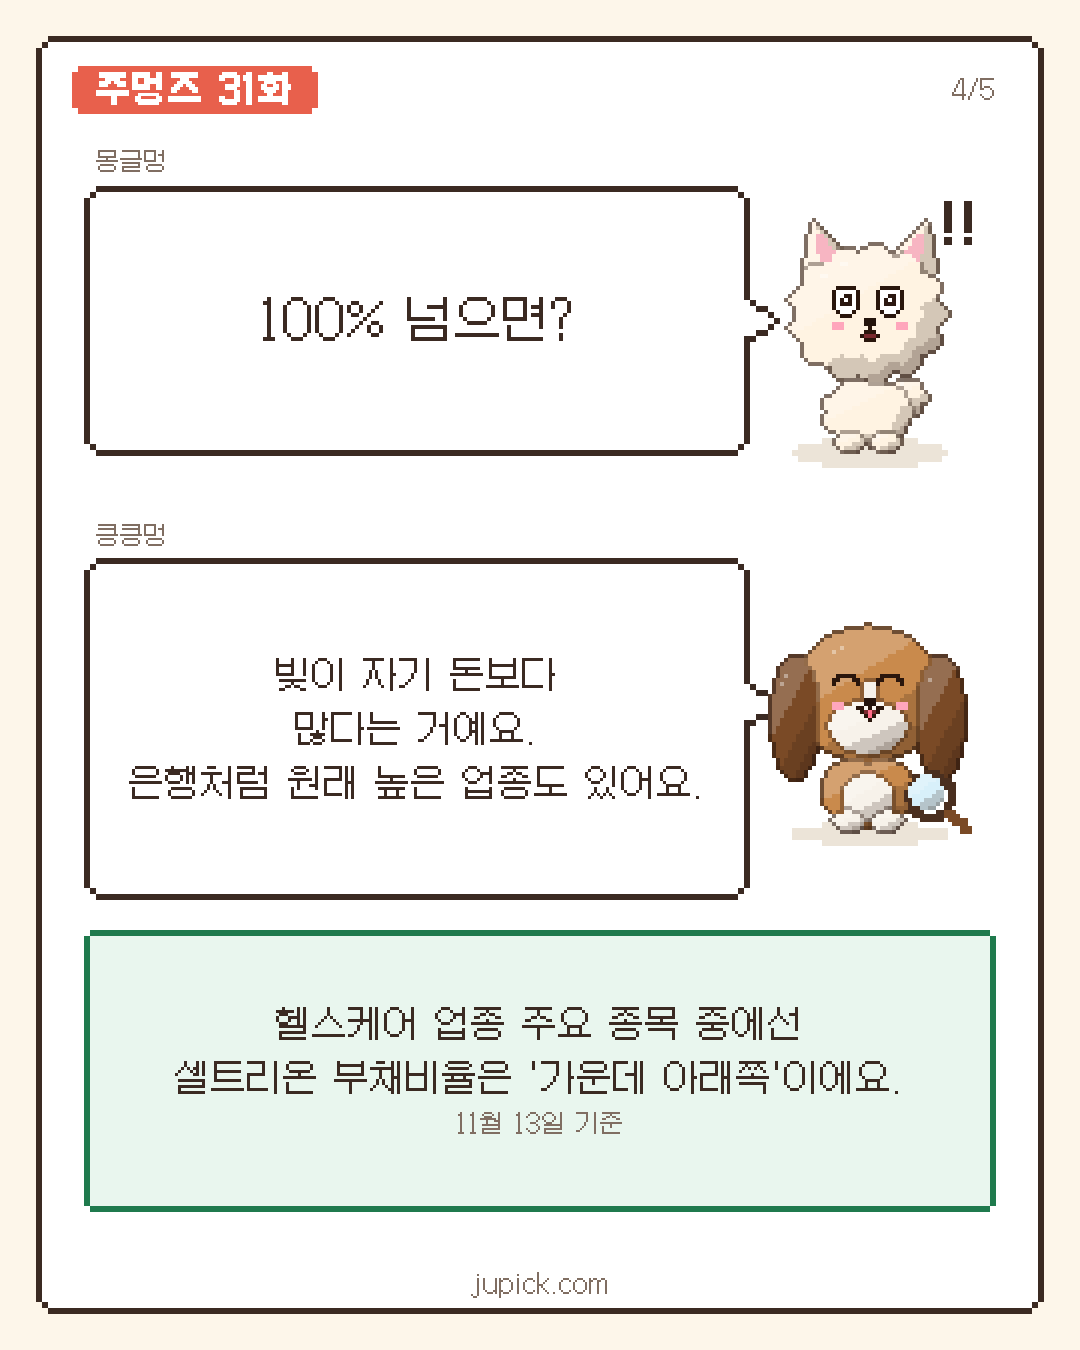 주멍즈 31화
4/5
몽글멍
!!
100% 넘으면?
킁킁멍
빚이 자기 돈보다
많다는 거예요.
은행처럼 원래 높은 업종도 있어요.
헬스케어 업종 주요 종목 중에선
셀트리온 부채비율은 '가운데 아래쪽'이에요.
11월 13일 기준
jupick.com